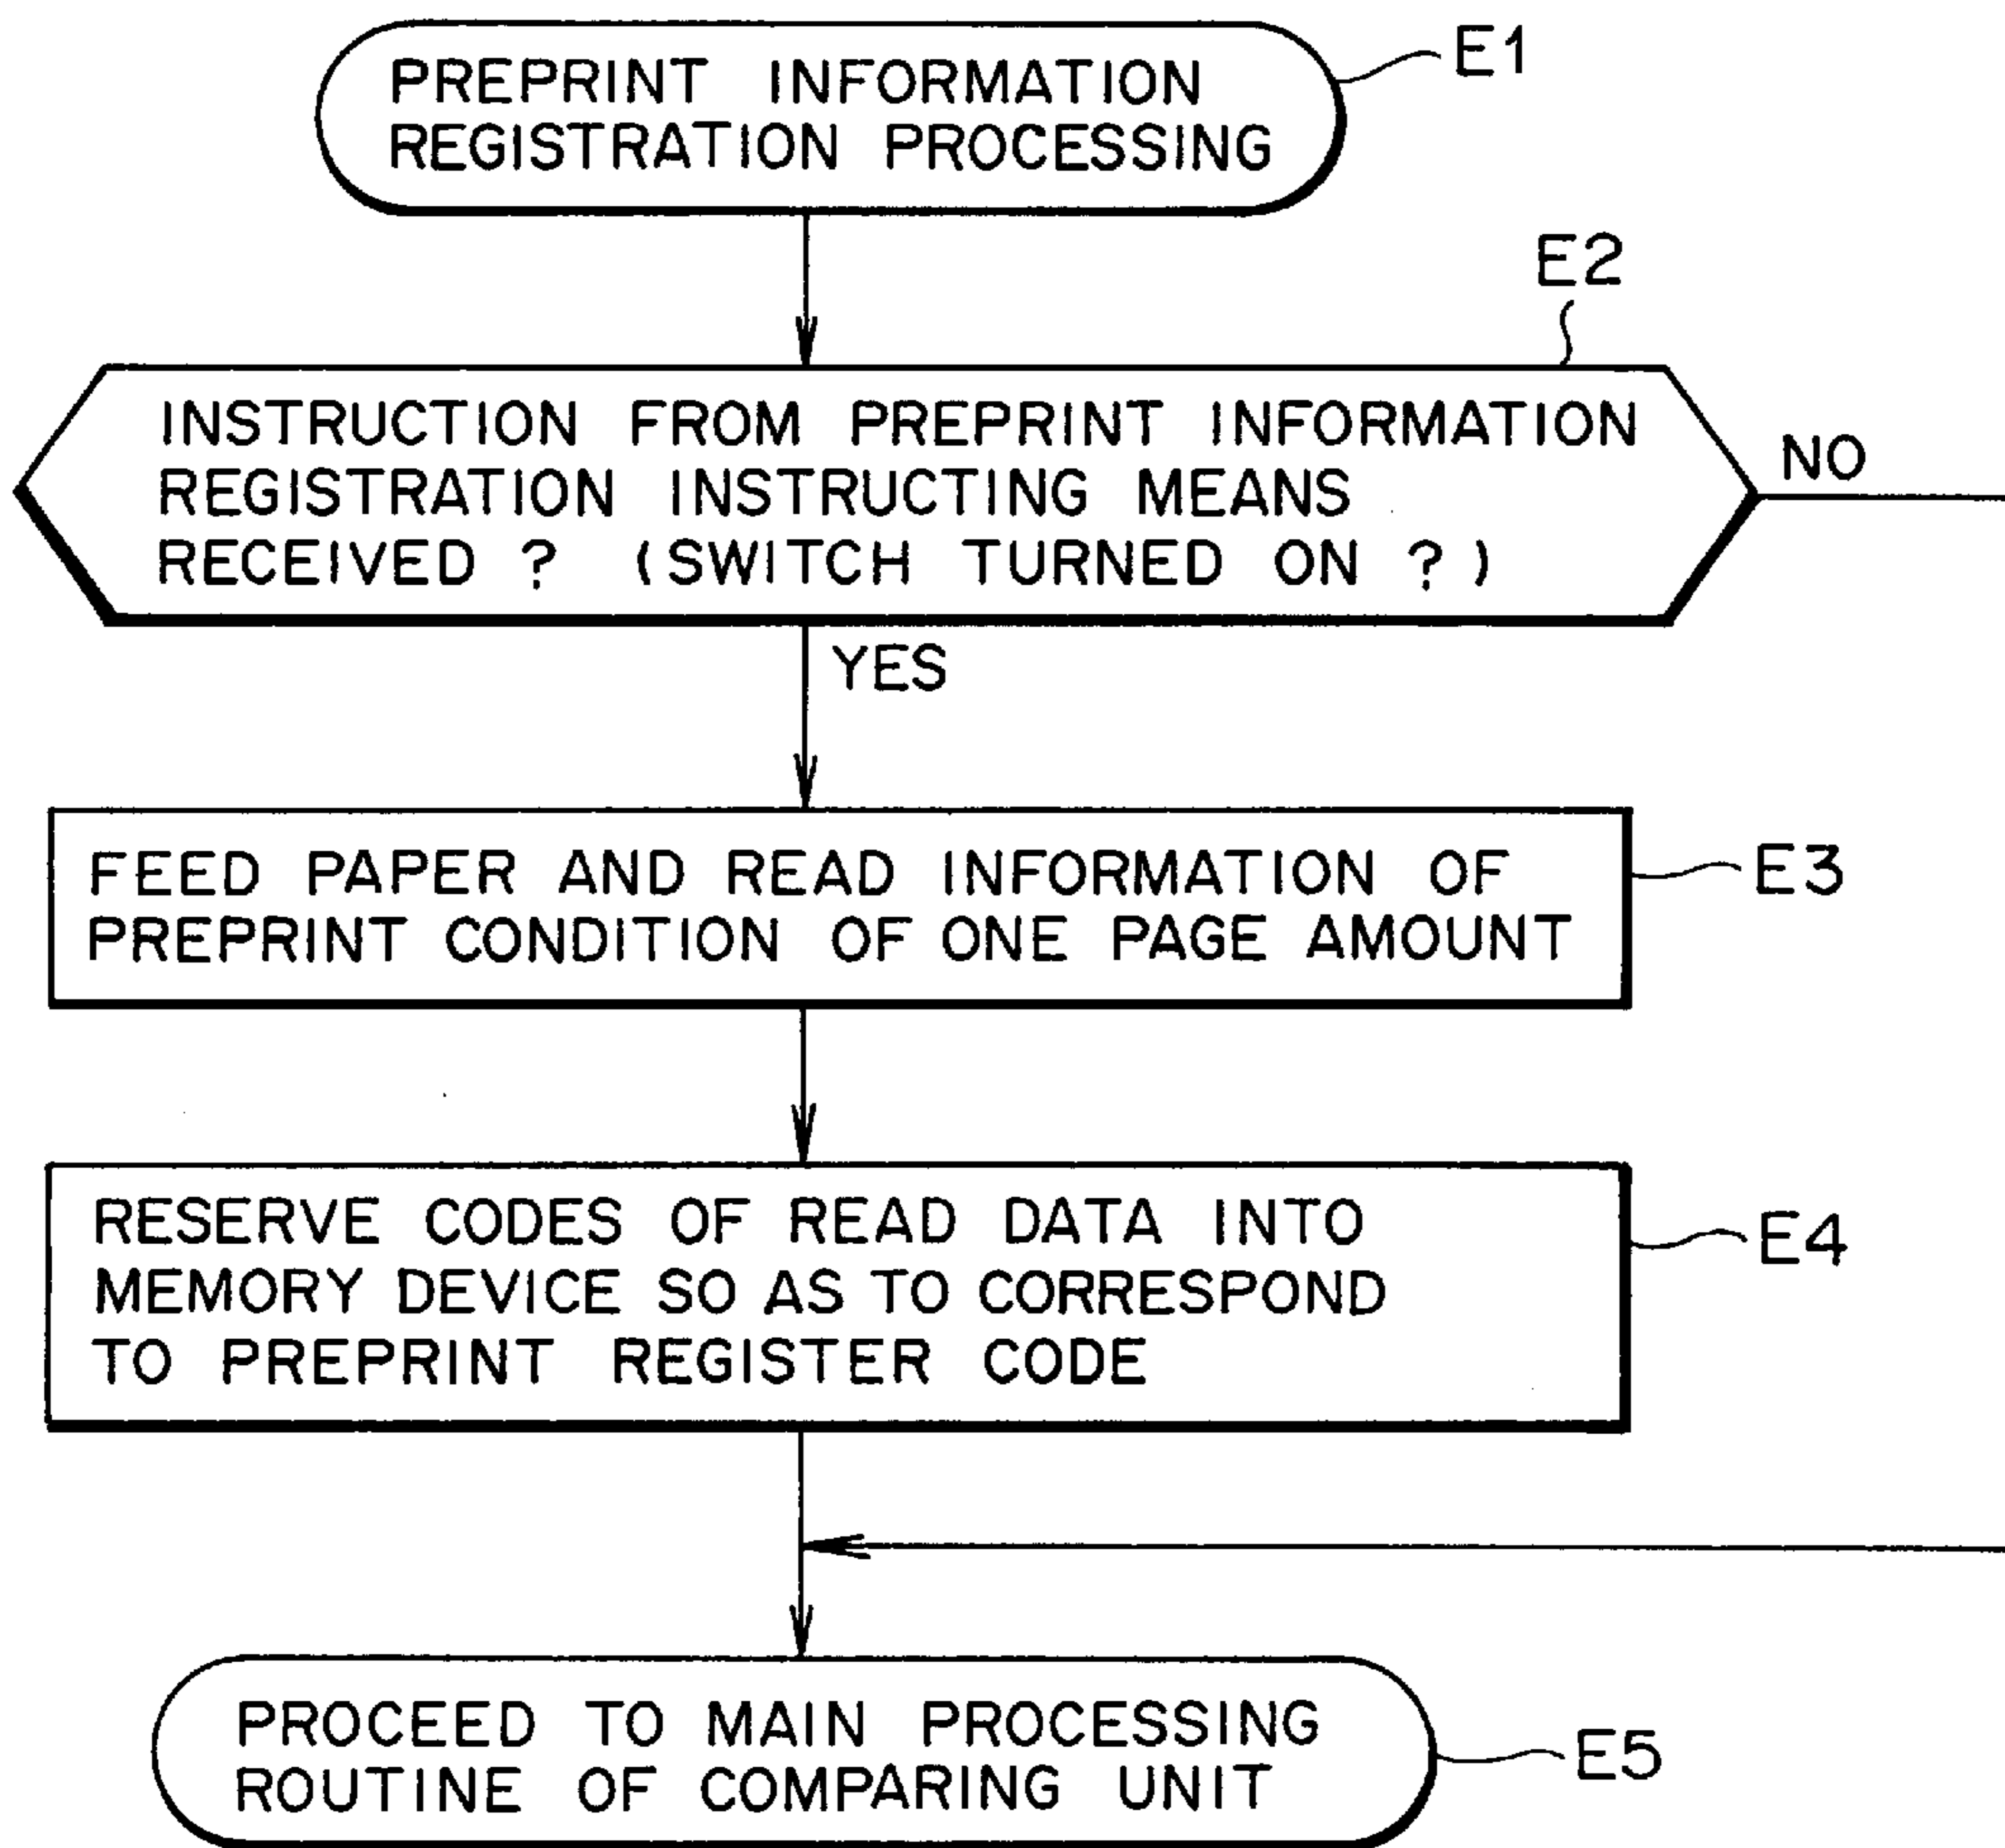 PREPRINT INFORMATION
REGISTRATION PROCESSING
E1
E2
INSTRUCTION FROM PREPRINT INFORMATION
REGISTRATION INSTRUCTING MEANS
RECEIVED ? (SWITCH TURNED ON ?)
NO
YES
FEED PAPER AND READ INFORMATION OF
PREPRINT CONDITION OF ONE PAGE AMOUNT
E3
RESERVE CODES OF READ DATA INTO
MEMORY DEVICE SO AS TO CORRESPOND
TO PREPRINT REGISTER CODE
E4
PROCEED TO MAIN PROCESSING
ROUTINE OF COMPARING UNIT
E5